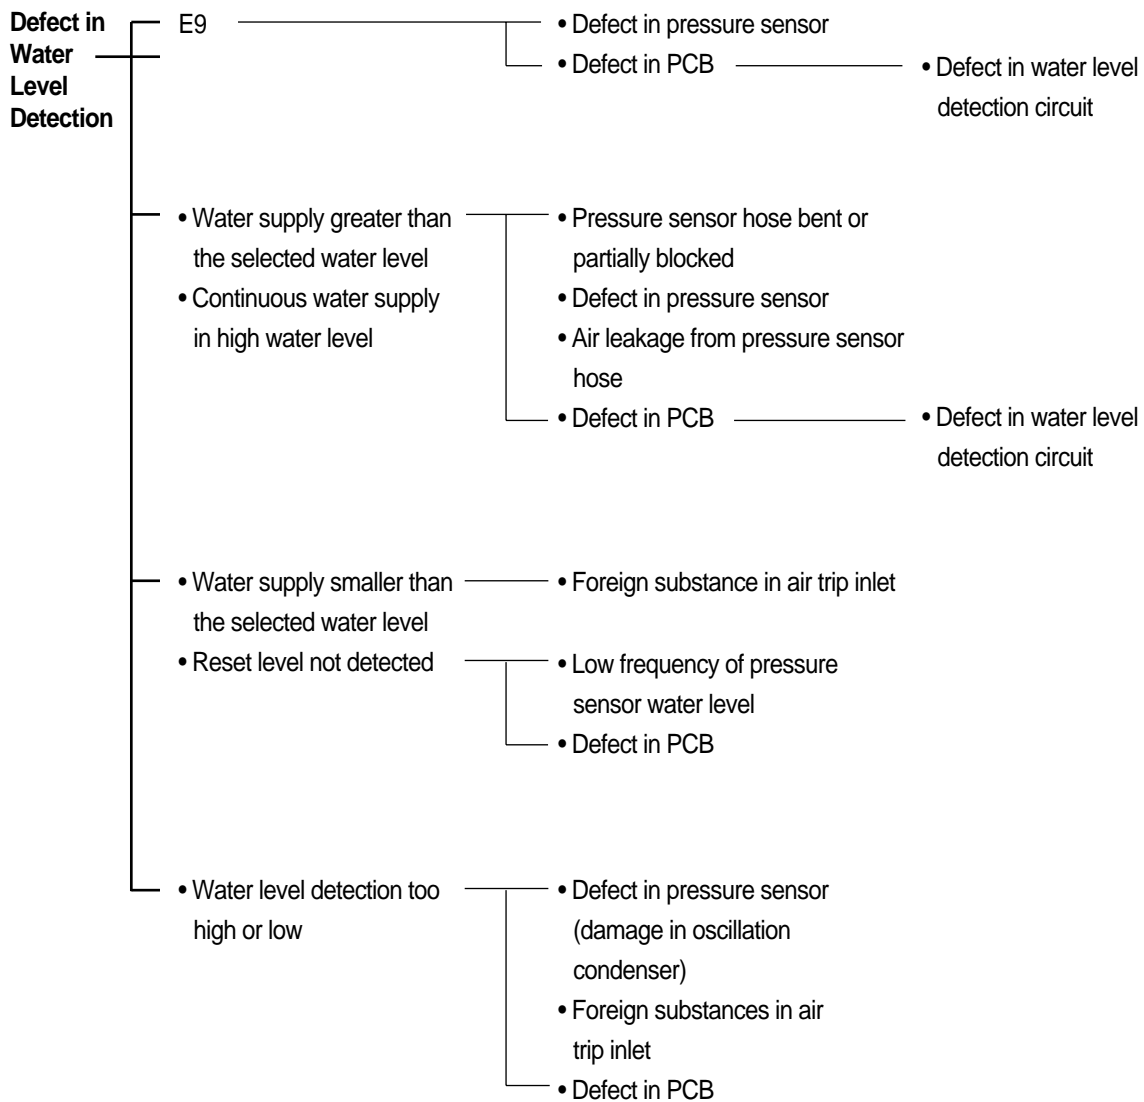 Defect in
Water
Level
Detection
E9
• Defect in pressure sensor
• Defect in PCB
• Defect in water level
detection circuit
• Water supply greater than
the selected water level
• Continuous water supply
in high water level
• Pressure sensor hose bent or
partially blocked
• Defect in pressure sensor
• Air leakage from pressure sensor
hose
• Defect in PCB
• Defect in water level
detection circuit
• Water supply smaller than
the selected water level
• Foreign substance in air trip inlet
• Reset level not detected
• Low frequency of pressure
sensor water level
• Defect in PCB
• Water level detection too
high or low
• Defect in pressure sensor
(damage in oscillation
condenser)
• Foreign substances in air
trip inlet
• Defect in PCB